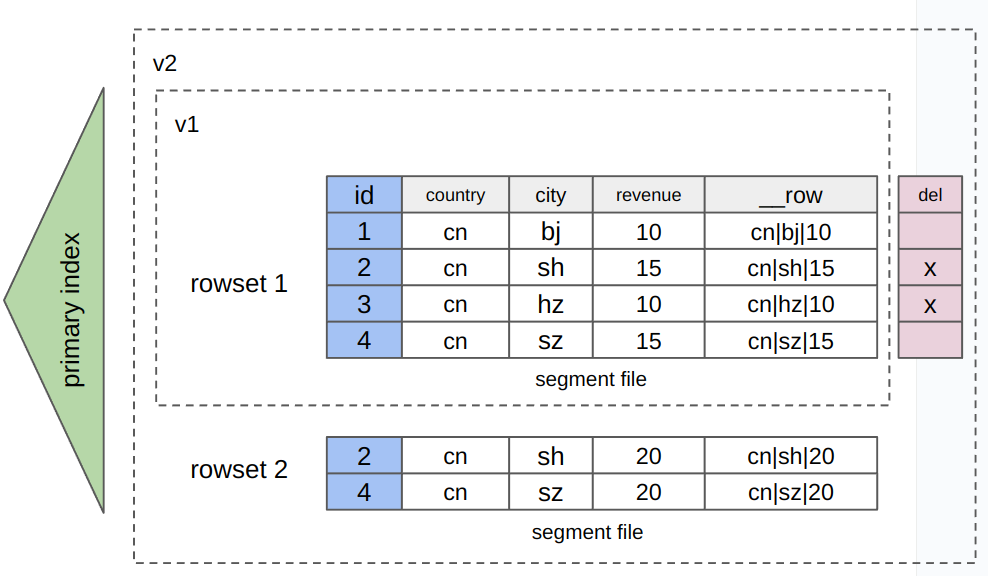 v2
v1
primary index
id country city revenue __row del
1 cn bj 10 cn|bj|10
2 cn sh 15 cn|sh|15 x
rowset 1
3 cn hz 10 cn|hz|10 x
4 cn sz 15 cn|sz|15
segment file
rowset 2
2 cn sh 20 cn|sh|20
4 cn sz 20 cn|sz|20
segment file